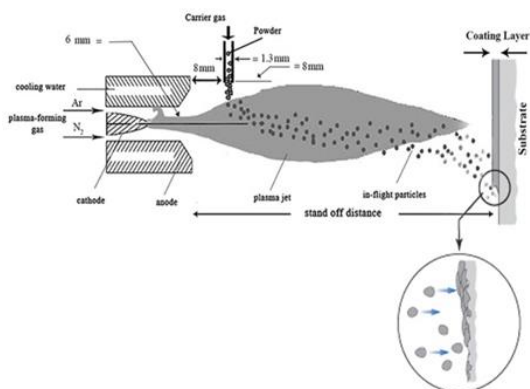 Carrier gas
Powder
Coating Layer
6 mm =
8mm
= 1.3mm
= 8mm
cooling water
Ar
plasma-forming gas
N2
Substrate
cathode
anode
plasma jet
in-flight particles
stand off distance